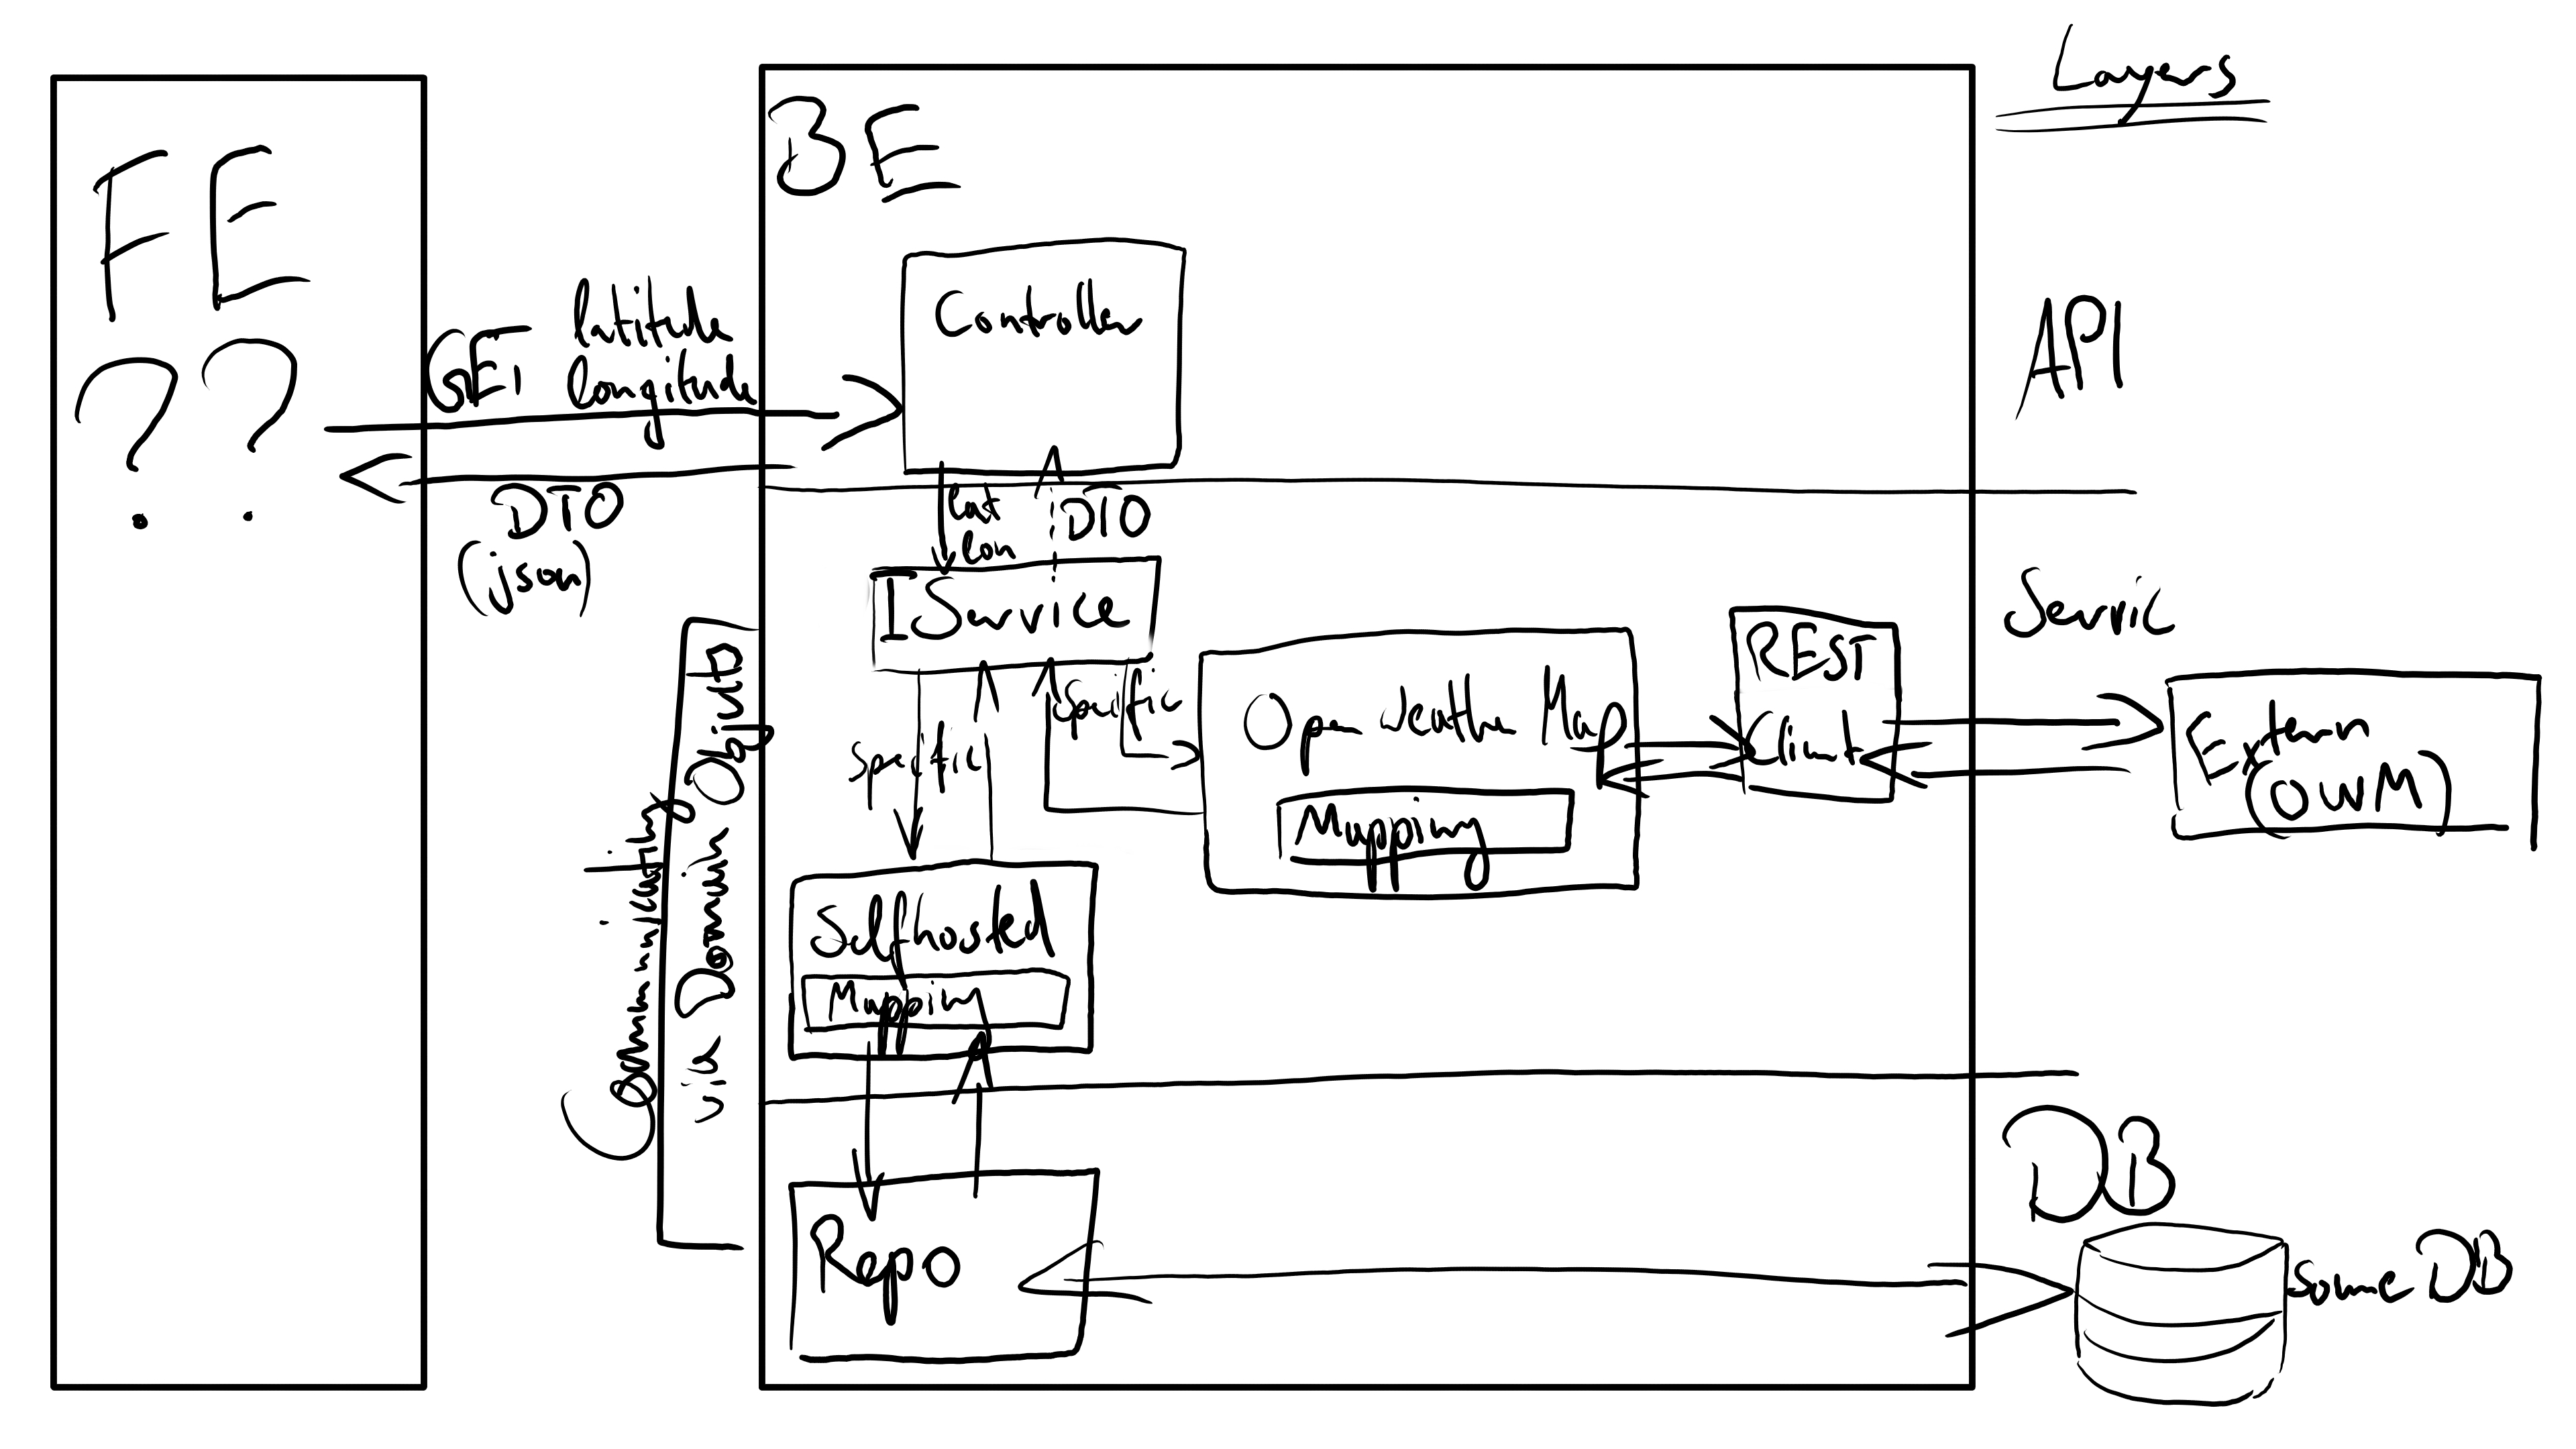 FE
? ?
GET latitude
longitude
DTO
(json)
BE
Controller
lat
lon
DTO
IService
Specific
Specific
Open Weather Map
Mapping
REST
Client
Extern
(OWM)
Selfhosted
Mapping
Communicating
via Domain Objects
Repo
Layers
API
Servic
DB
some DB